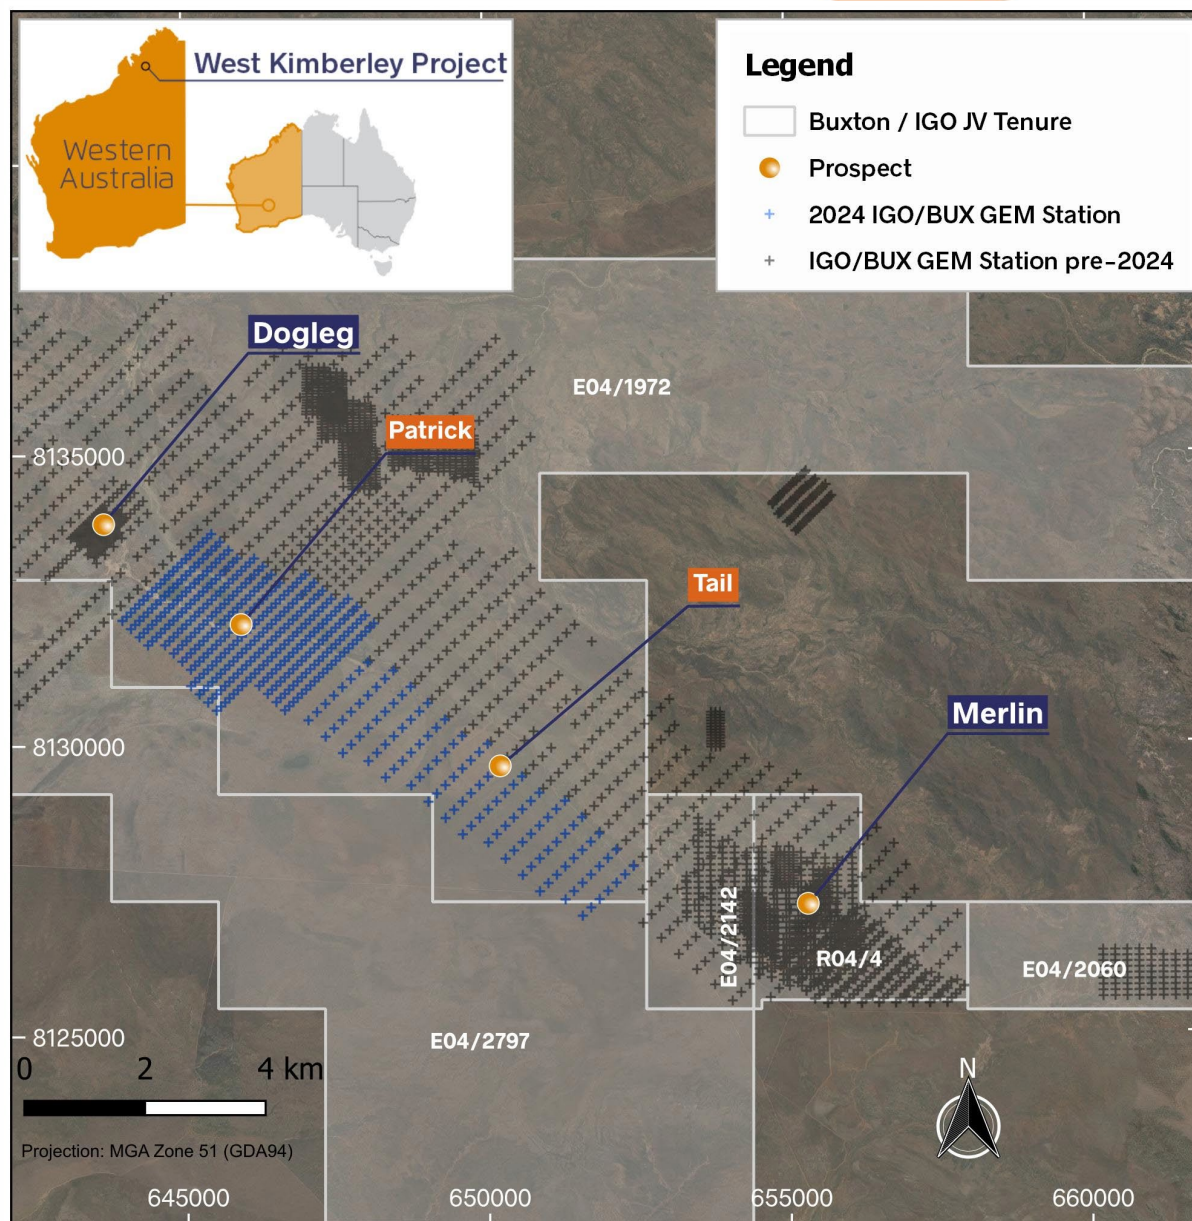 West Kimberley Project
Western
Australia
Legend
Buxton / IGO JV Tenure
Prospect
2024 IGO/BUX GEM Station
IGO/BUX GEM Station pre-2024
Dogleg
E04/1972
Patrick
8135000
Tail
Merlin
8130000
E04/2142
R04/4
E04/2060
8125000
E04/2797
0 2 4 km
N
Projection: MGA Zone 51 (GDA94)
645000 650000 655000 660000